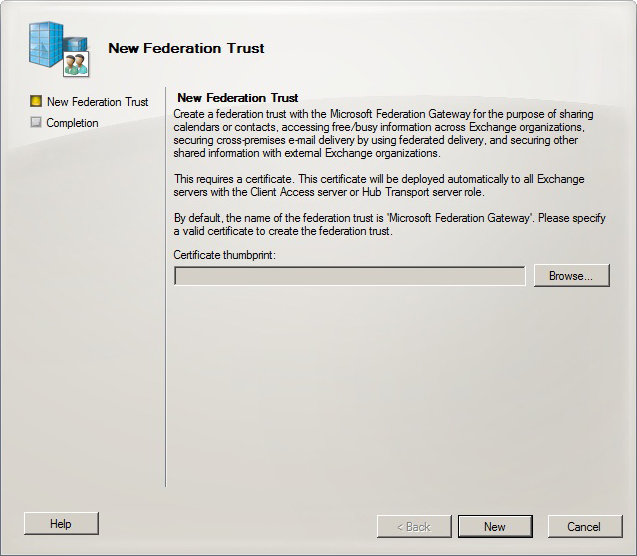 New Federation Trust
New Federation Trust
Completion
New Federation Trust
Create a federation trust with the Microsoft Federation Gateway for the purpose of sharing
calendars or contacts, accessing free/busy information across Exchange organizations,
securing cross-premises e-mail delivery by using federated delivery, and securing other
shared information with external Exchange organizations.
This requires a certificate. This certificate will be deployed automatically to all Exchange
servers with the Client Access server or Hub Transport server role.
By default, the name of the federation trust is 'Microsoft Federation Gateway'. Please specify
a valid certificate to create the federation trust.
Certificate thumbprint:
Browse...
Help
< Back
New
Cancel